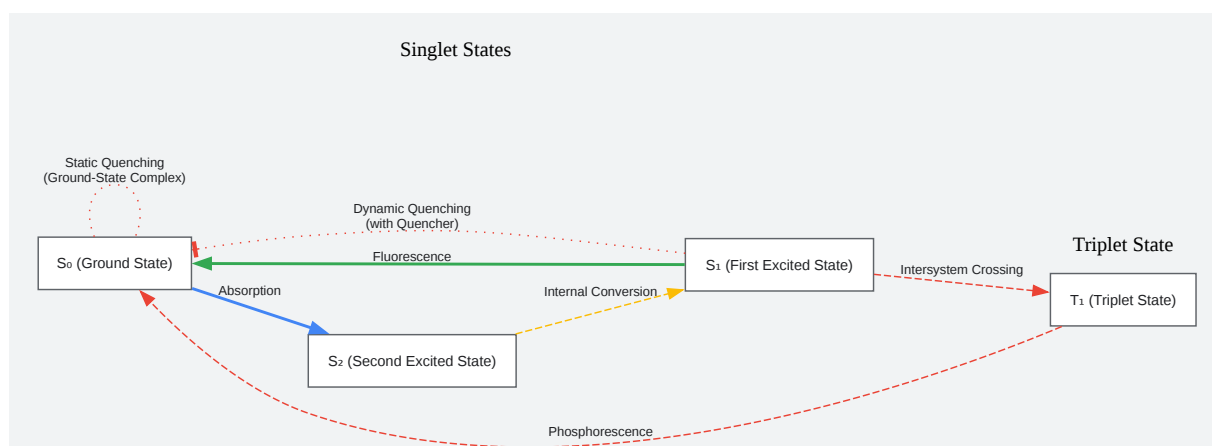 Singlet States
Static Quenching
(Ground-State Complex)
Dynamic Quenching
(with Quencher)
Triplet State
S₀ (Ground State)
Fluorescence
S₁ (First Excited State)
Intersystem Crossing
Absorption
Internal Conversion
T₁ (Triplet State)
S₂ (Second Excited State)
Phosphorescence